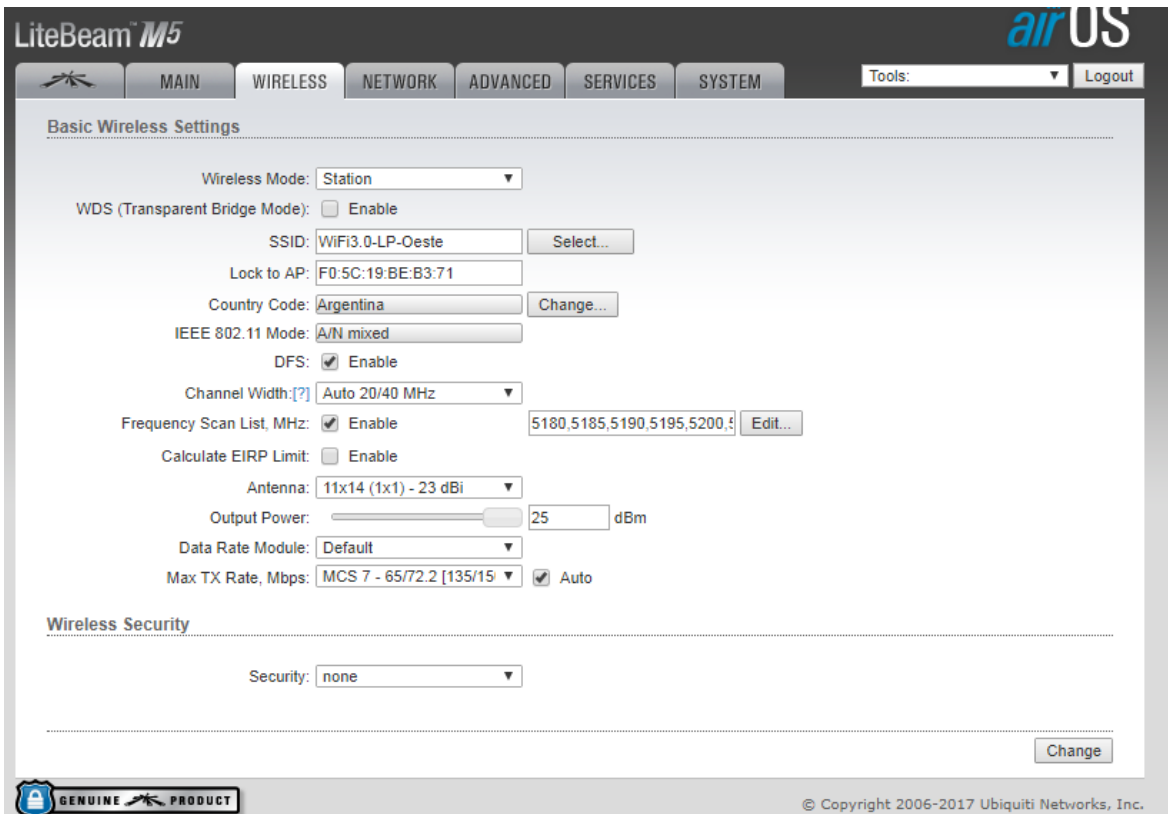 LiteBeam™ M5
airOS
MAIN WIRELESS NETWORK ADVANCED SERVICES SYSTEM Tools: Logout
Basic Wireless Settings
Wireless Mode: Station
WDS (Transparent Bridge Mode): Enable
SSID: WiFi3.0-LP-Oeste Select...
Lock to AP: F0:5C:19:BE:B3:71
Country Code: Argentina Change...
IEEE 802.11 Mode: A/N mixed
DFS: Enable
Channel Width:[?] Auto 20/40 MHz
Frequency Scan List, MHz: Enable 5180,5185,5190,5195,5200, Edit...
Calculate EIRP Limit: Enable
Antenna: 11x14 (1x1) - 23 dBi
Output Power: 25 dBm
Data Rate Module: Default
Max TX Rate, Mbps: MCS 7 - 65/72.2 [135/15 Auto
Wireless Security
Security: none
Change
GENUINE PRODUCT
© Copyright 2006-2017 Ubiquiti Networks, Inc.